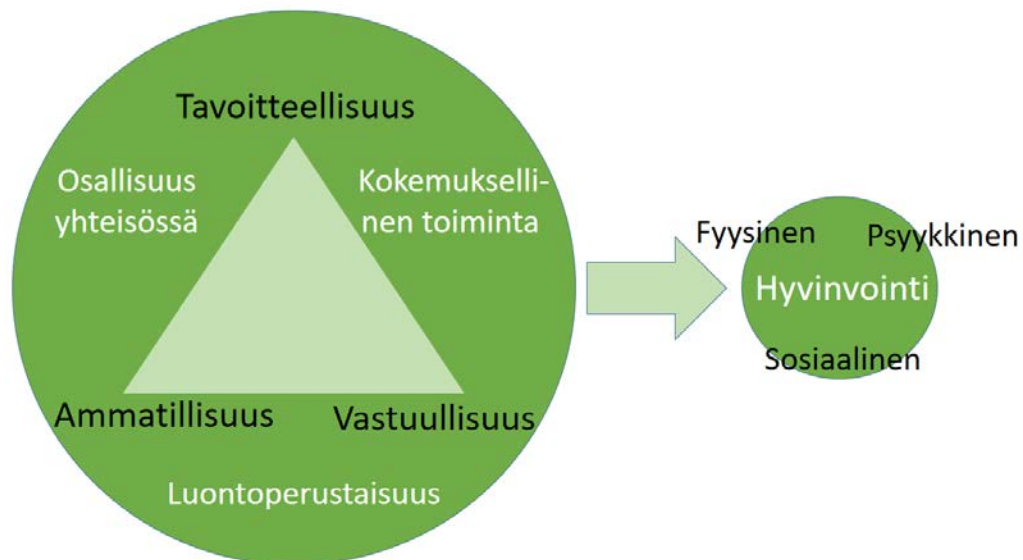 Tavoitteellisuus
Osallisuus
yhteisössä
Kokemukselli-
nen toiminta
Ammatillisuus
Vastuullisuus
Luontoperustaisuus
Fyysinen
Psyykkinen
Hyvinvointi
Sosiaalinen